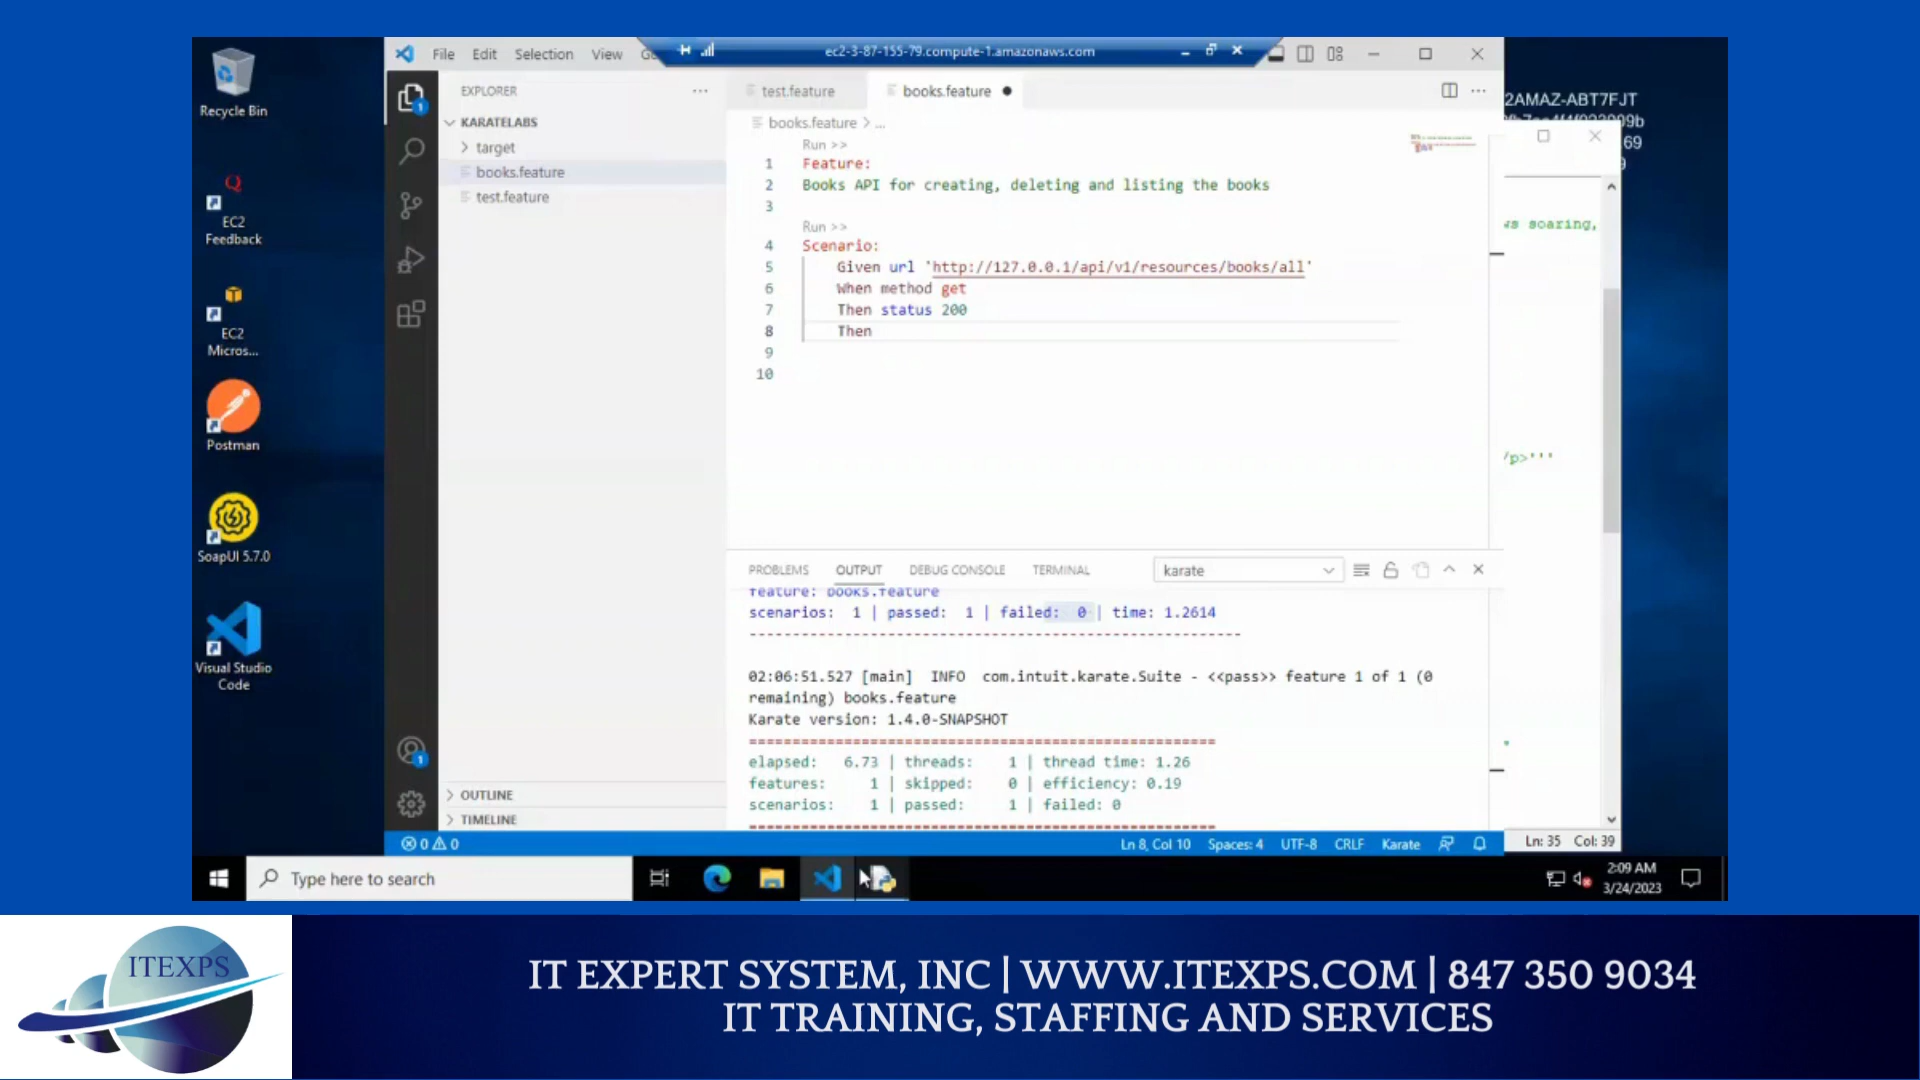 Recycle Bin
EC2
Feedback
EC2
Micros...
Postman
SoapUI 5.7.0
Visual Studio
Code
File Edit Selection View
ec2-3-87-155-79.compute-1.amazonaws.com
EXPLORER
KARATELABS
target
books.feature
test.feature
OUTLINE
TIMELINE
test.feature
books.feature
books.feature > ...
Run >>
1 Feature:
2 Books API for creating, deleting and listing the books
3
Run >>
4 Scenario:
5 Given url 'http://127.0.0.1/api/v1/resources/books/all'
6 When method get
7 Then status 200
8 Then
9
10
PROBLEMS OUTPUT DEBUG CONSOLE TERMINAL
karate
feature: books.feature
scenarios: 1 | passed: 1 | failed: 0 | time: 1.2614
---------------------------------------------------------
02:06:51.527 [main] INFO com.intuit.karate.Suite - <<pass>> feature 1 of 1 (0
remaining) books.feature
Karate version: 1.4.0-SNAPSHOT
======================================================
elapsed: 6.73 | threads: 1 | thread time: 1.26
features: 1 | skipped: 0 | efficiency: 0.19
scenarios: 1 | passed: 1 | failed: 0
======================================================
0 0
Ln 8, Col 10 Spaces: 4 UTF-8 CRLF Karate
2AMAZ-ABT7FJT
69
soaring,
/p>'''
Ln: 35 Col: 39
Type here to search
2:09 AM
3/24/2023
ITEXPS
IT EXPERT SYSTEM, INC | WWW.ITEXPS.COM | 847 350 9034
IT TRAINING, STAFFING AND SERVICES